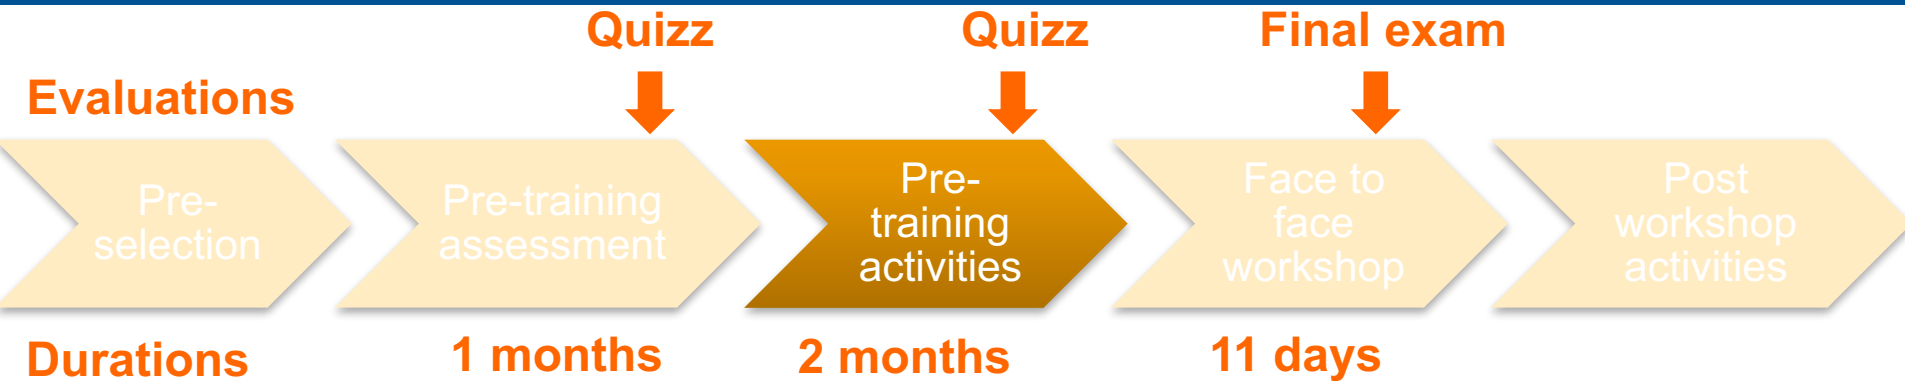 Quizz
Quizz
Final exam
Evaluations
Pre-
selection
Pre-training
assessment
Pre-
training
activities
Face to
face
workshop
Post
workshop
activities
Durations
1 months
2 months
11 days